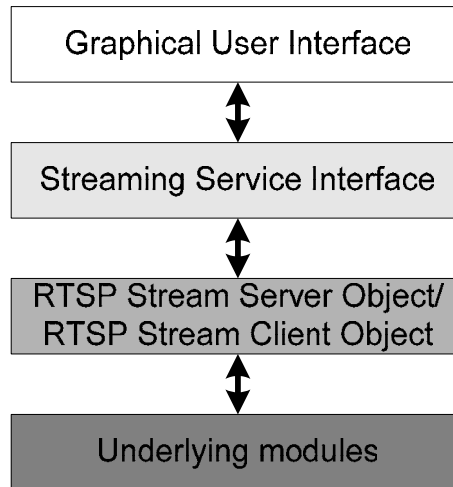 Graphical User Interface
Streaming Service Interface
RTSP Stream Server Object/
RTSP Stream Client Object
Underlying modules